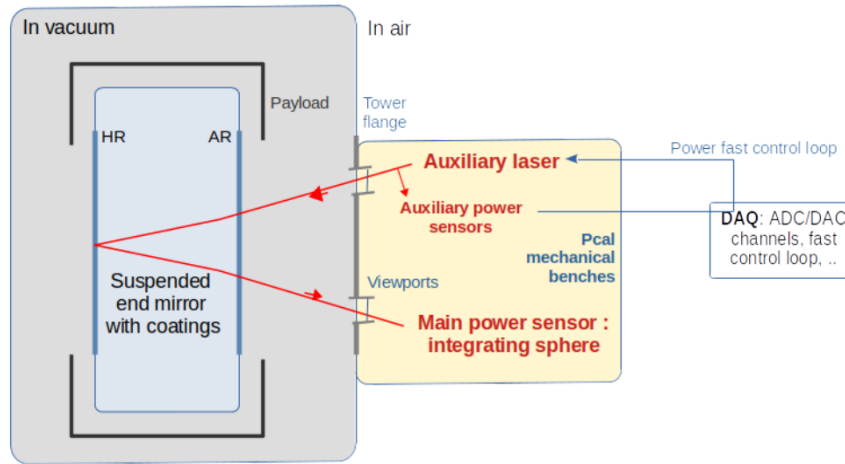 In vacuum
In air
Payload
Tower
flange
HR
AR
Power fast control loop
Auxiliary laser
Auxiliary power
sensors
DAQ: ADC/DAC
channels, fast
control loop, ..
Pcal
mechanical
benches
Suspended
end mirror
with coatings
Viewports
Main power sensor :
integrating sphere